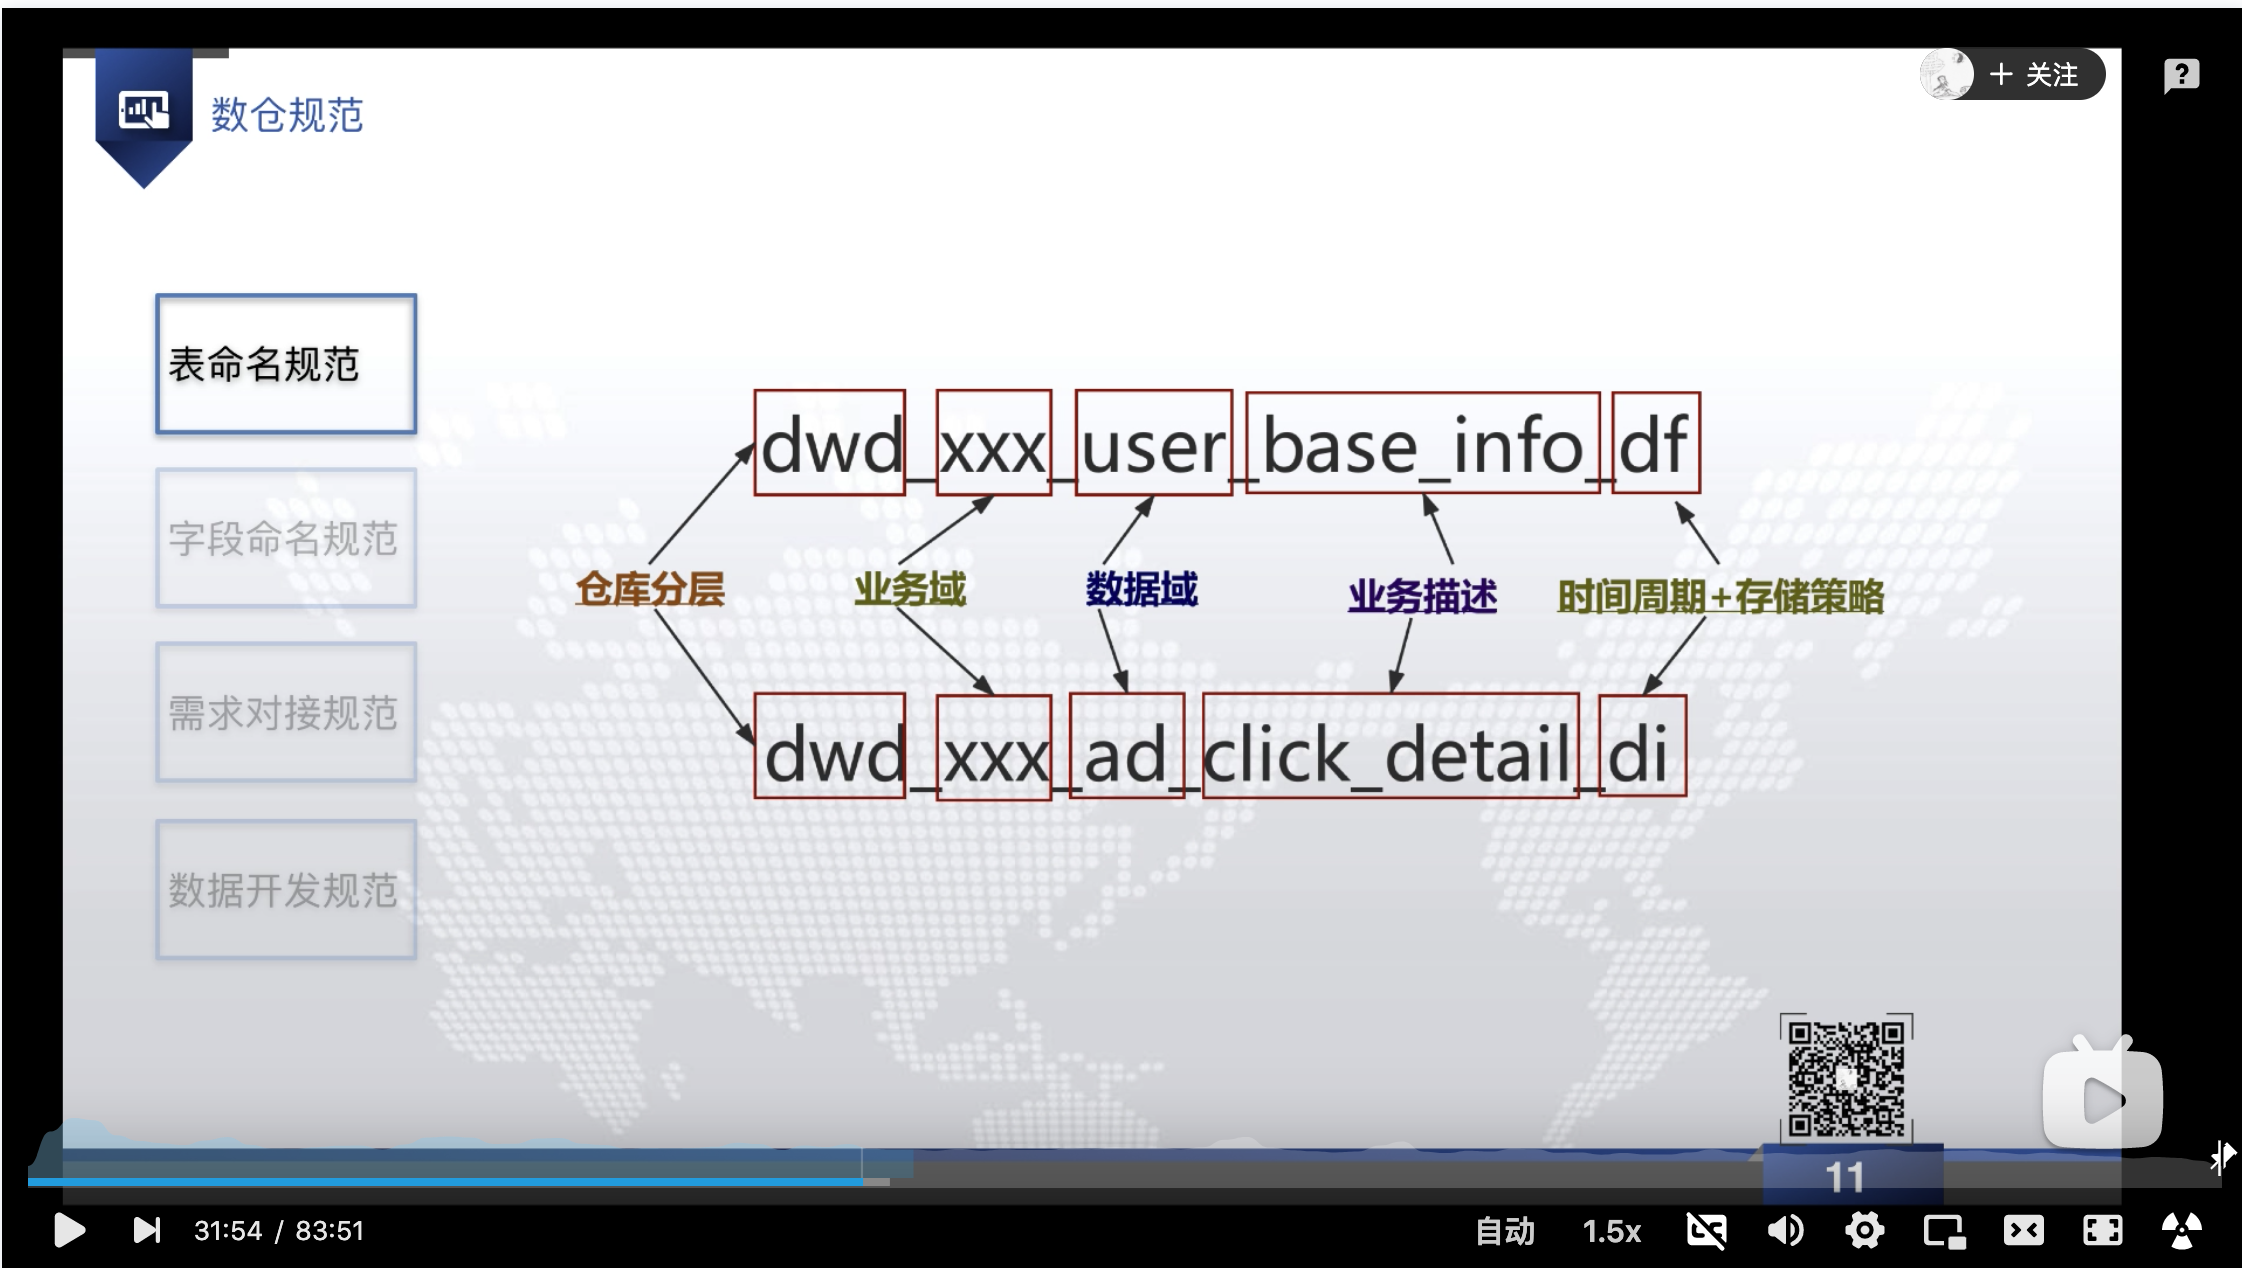 数仓规范
+ 关注
?
表命名规范
字段命名规范
需求对接规范
数据开发规范
dwd_xxx_user_base_info_df
仓库分层 业务域 数据域 业务描述 时间周期+存储策略
dwd_xxx_ad_click_detail_di
11
31:54 / 83:51
自动 1.5x